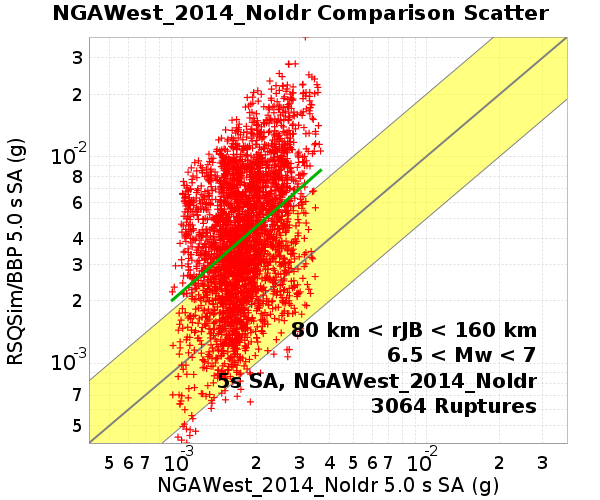 NGAWest_2014_NoIdr Comparison Scatter
RSQSim/BBP 5.0 s SA (g)
3
2
10^-2
8
6
4
3
2
10^-3
7
5
80 km < rJB < 160 km
6.5 < Mw < 7
5s SA, NGAWest_2014_NoIdr
3064 Ruptures
5 6 7 10^-3 2 3 4 5 6 7 10^-2 2 3
NGAWest_2014_NoIdr 5.0 s SA (g)